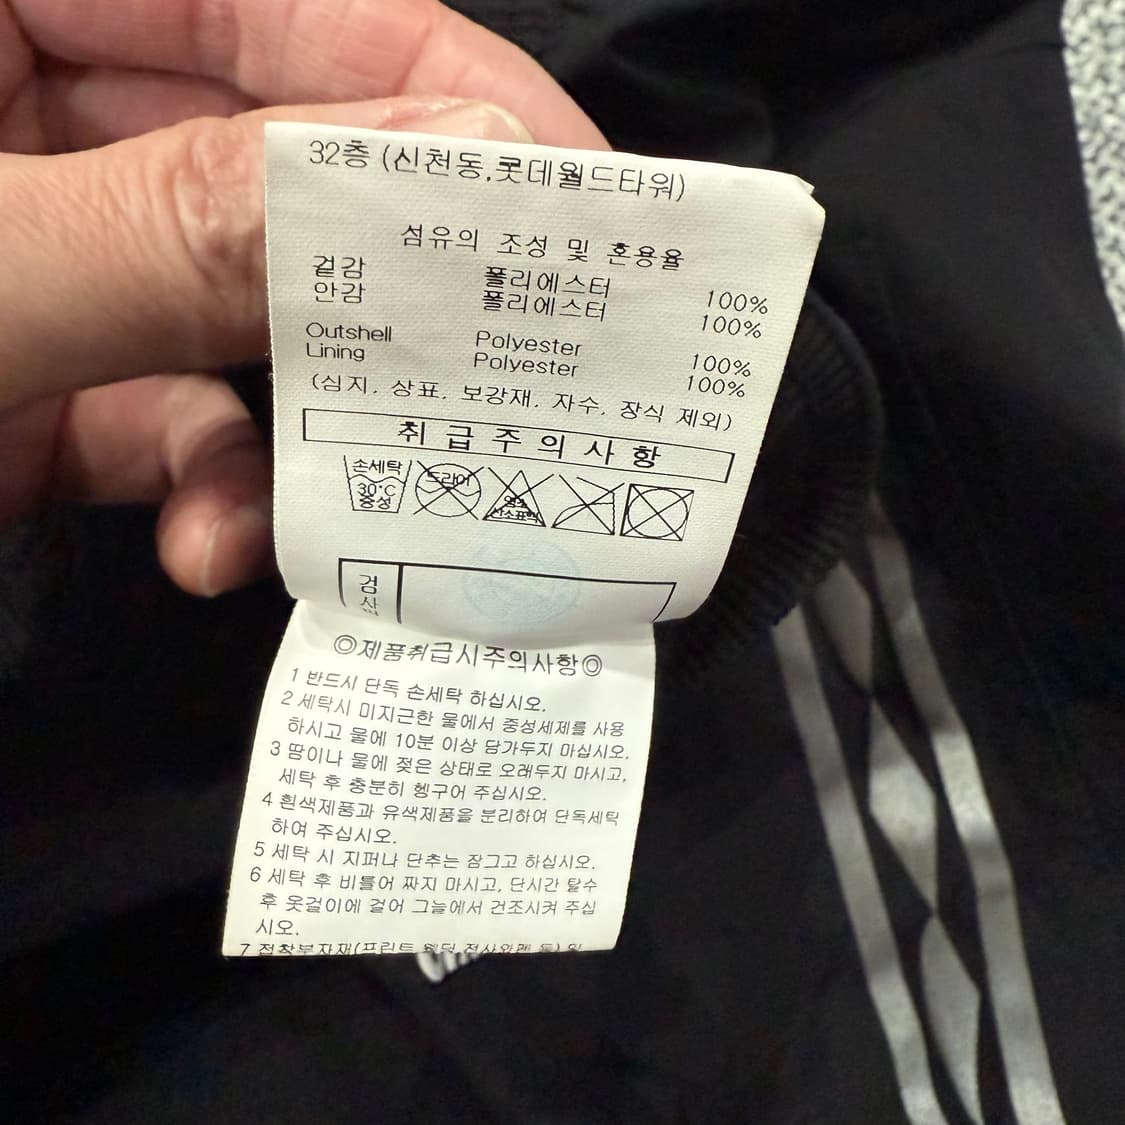 32층 (신천동,롯데월드타워)
섬유의 조성 및 혼용율
겉감 폴리에스터 100%
안감 폴리에스터 100%
Outshell Polyester 100%
Lining Polyester 100%
(심지, 상표, 보강재, 자수, 장식 제외)
취급주의사항
손세탁 30°C 중성
드라이
염소 산소표백
검사
◎제품취급시주의사항◎
1 반드시 단독 손세탁 하십시오.
2 세탁시 미지근한 물에서 중성세제를 사용
하시고 물에 10분 이상 담가두지 마십시오.
3 땀이나 물에 젖은 상태로 오래두지 마시고,
세탁 후 충분히 헹구어 주십시오.
4 흰색제품과 유색제품을 분리하여 단독세탁
하여 주십시오.
5 세탁 시 지퍼나 단추는 잠그고 하십시오.
6 세탁 후 비틀어 짜지 마시고, 단시간 탈수
후 옷걸이에 걸어 그늘에서 건조시켜 주십
시오.
7 접착부자재(프린트